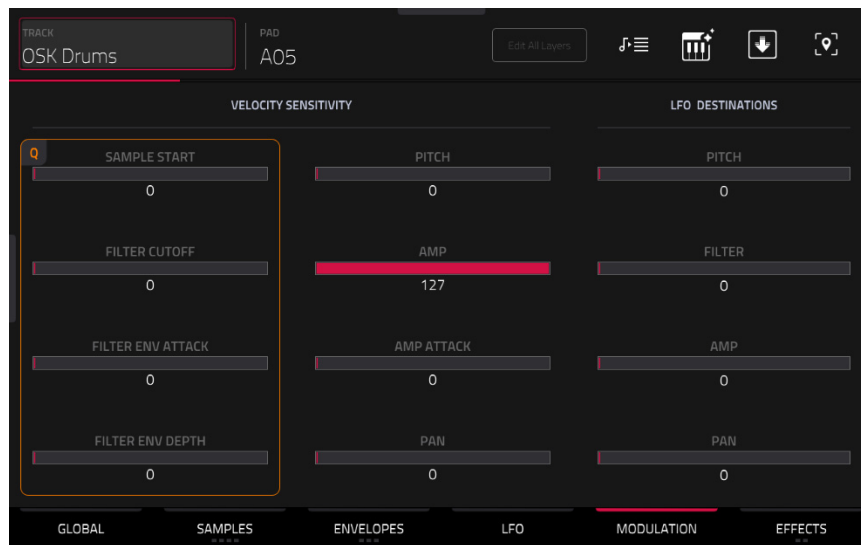 TRACK
OSK Drums
PAD
A05
Edit All Layers
VELOCITY SENSITIVITY
LFO DESTINATIONS
Q
SAMPLE START
0
PITCH
0
PITCH
0
FILTER CUTOFF
0
AMP
127
FILTER
0
FILTER ENV ATTACK
0
AMP ATTACK
0
AMP
0
FILTER ENV DEPTH
0
PAN
0
PAN
0
GLOBAL
SAMPLES
ENVELOPES
LFO
MODULATION
EFFECTS